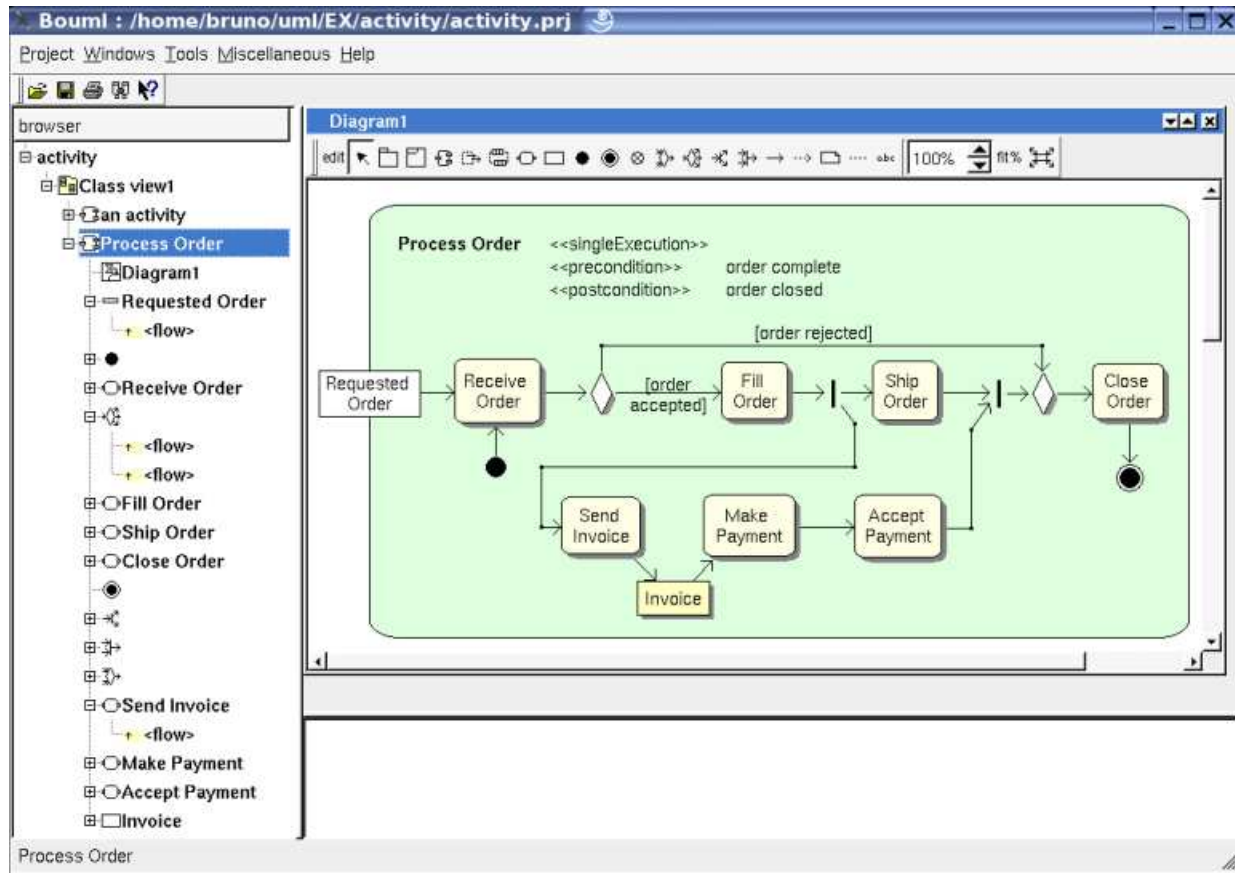 Bouml : /home/bruno/uml/EX/activity/activity.prj
Project Windows Tools Miscellaneous Help
browser
activity
Class view1
an activity
Process Order
Diagram1
Requested Order
<flow>
Receive Order
<flow>
<flow>
Fill Order
Ship Order
Close Order
Send Invoice
<flow>
Make Payment
Accept Payment
Invoice
Diagram1
edit abc 100% fit%
Process Order <<singleExecution>>
<<precondition>> order complete
<<postcondition>> order closed
[order rejected]
Requested
Order
Receive
Order
[order
accepted]
Fill
Order
Ship
Order
Close
Order
Send
Invoice
Make
Payment
Accept
Payment
Invoice
Process Order